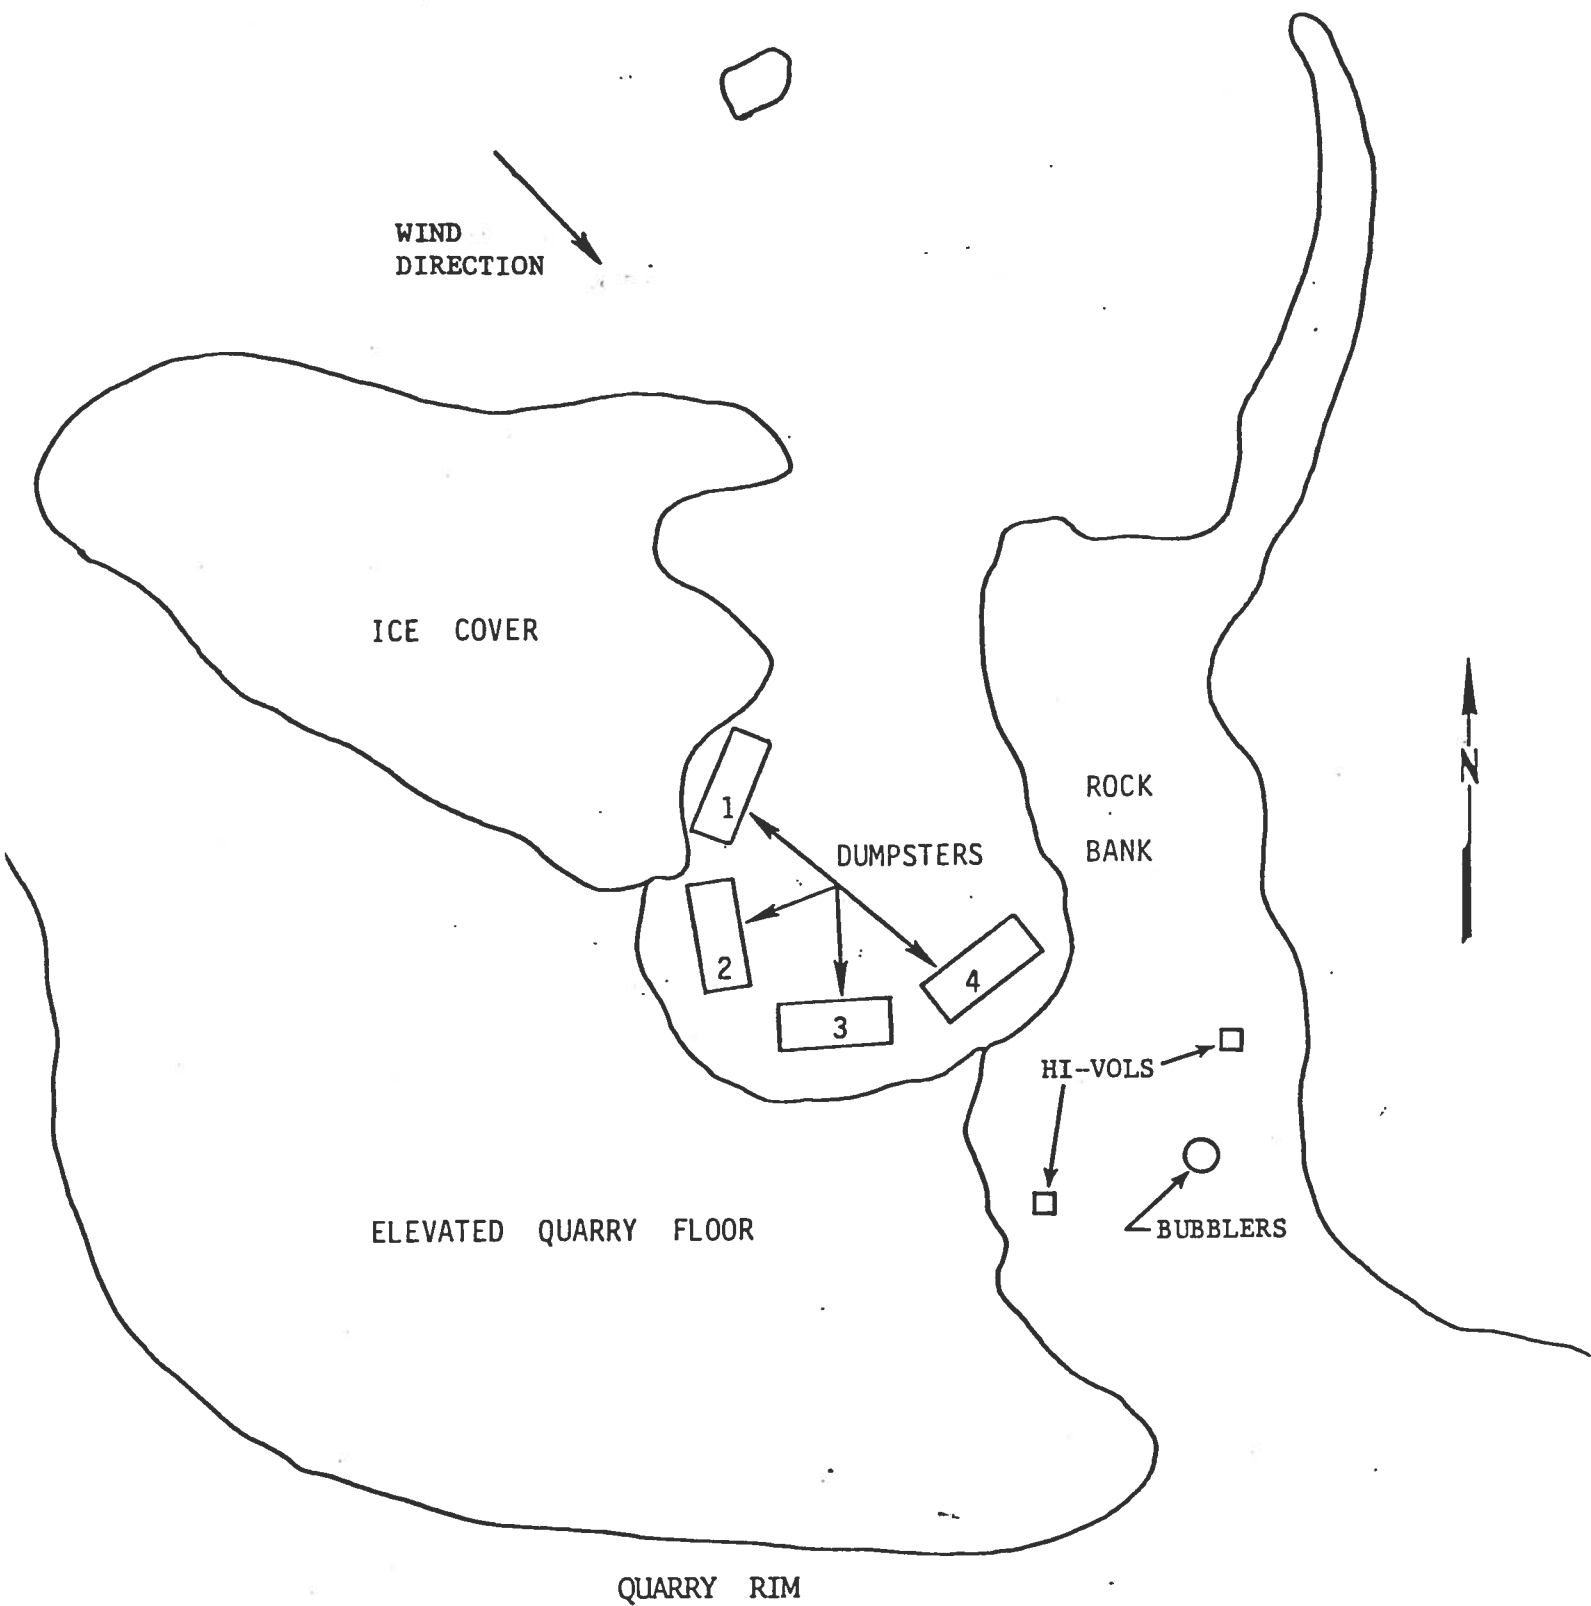 WIND
DIRECTION
ICE COVER
ROCK
BANK
N
1
DUMPSTERS
2
3
4
HI-VOLS
BUBBLERS
ELEVATED QUARRY FLOOR
QUARRY RIM